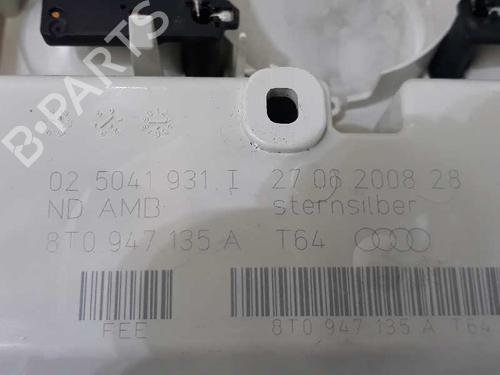 B-PARTS
02 5041 931 I 27 06 2008 28
ND AMB sternsilber
8T0 947 135 A T64
FEE 8T0 947 135 A T64